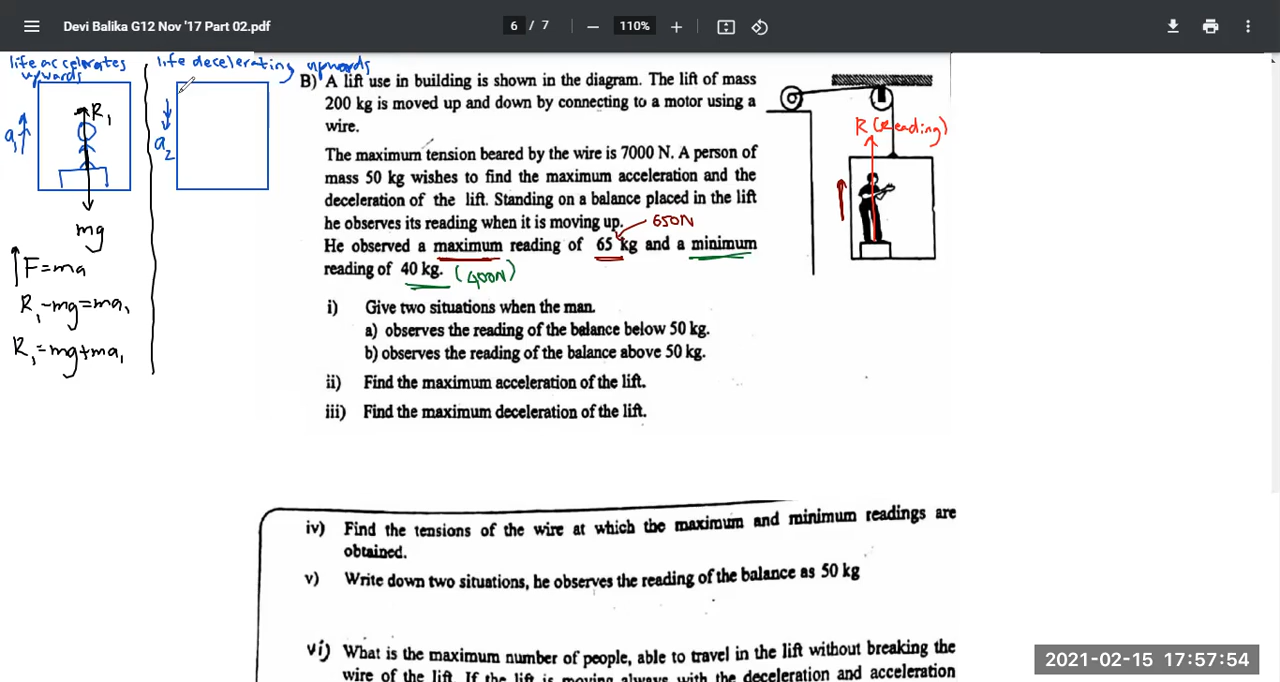 Devi Balika G12 Nov '17 Part 02.pdf
6 / 7
110%
life accelorates
upwards
life decelerating upwards
a1
R1
mg
a2
F=ma
R1-mg=ma1
R1=mg+ma1
B) A lift use in building is shown in the diagram. The lift of mass
200 kg is moved up and down by connecting to a motor using a
wire.
The maximum tension beared by the wire is 7000 N. A person of
mass 50 kg wishes to find the maximum acceleration and the
deceleration of the lift. Standing on a balance placed in the lift
he observes its reading when it is moving up.
650N
He observed a maximum reading of 65 kg and a minimum
reading of 40 kg.
(400N)
R (Reading)
i) Give two situations when the man.
a) observes the reading of the balance below 50 kg.
b) observes the reading of the balance above 50 kg.
ii) Find the maximum acceleration of the lift.
iii) Find the maximum deceleration of the lift.
iv) Find the tensions of the wire at which the maximum and minimum readings are
obtained.
v) Write down two situations, he observes the reading of the balance as 50 kg
vi) What is the maximum number of people, able to travel in the lift without breaking the
wire of the lift. If the lift is moving always with the deceleration and acceleration
2021-02-15 17:57:54